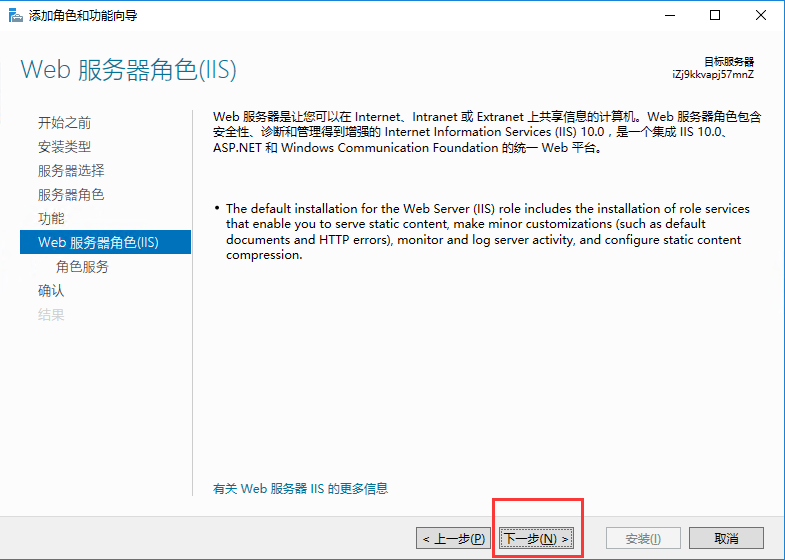 添加角色和功能向导
Web 服务器角色(IIS)
目标服务器
iZj9kkvapj57mnZ
开始之前
安装类型
服务器选择
服务器角色
功能
Web 服务器角色(IIS)
角色服务
确认
结果
Web 服务器是让您可以在 Internet、Intranet 或 Extranet 上共享信息的计算机。Web 服务器角色包含
安全性、诊断和管理得到增强的 Internet Information Services (IIS) 10.0，是一个集成 IIS 10.0、
ASP.NET 和 Windows Communication Foundation 的统一 Web 平台。
• The default installation for the Web Server (IIS) role includes the installation of role services
that enable you to serve static content, make minor customizations (such as default
documents and HTTP errors), monitor and log server activity, and configure static content
compression.
有关 Web 服务器 IIS 的更多信息
< 上一步(P)
下一步(N) >
安装(I)
取消